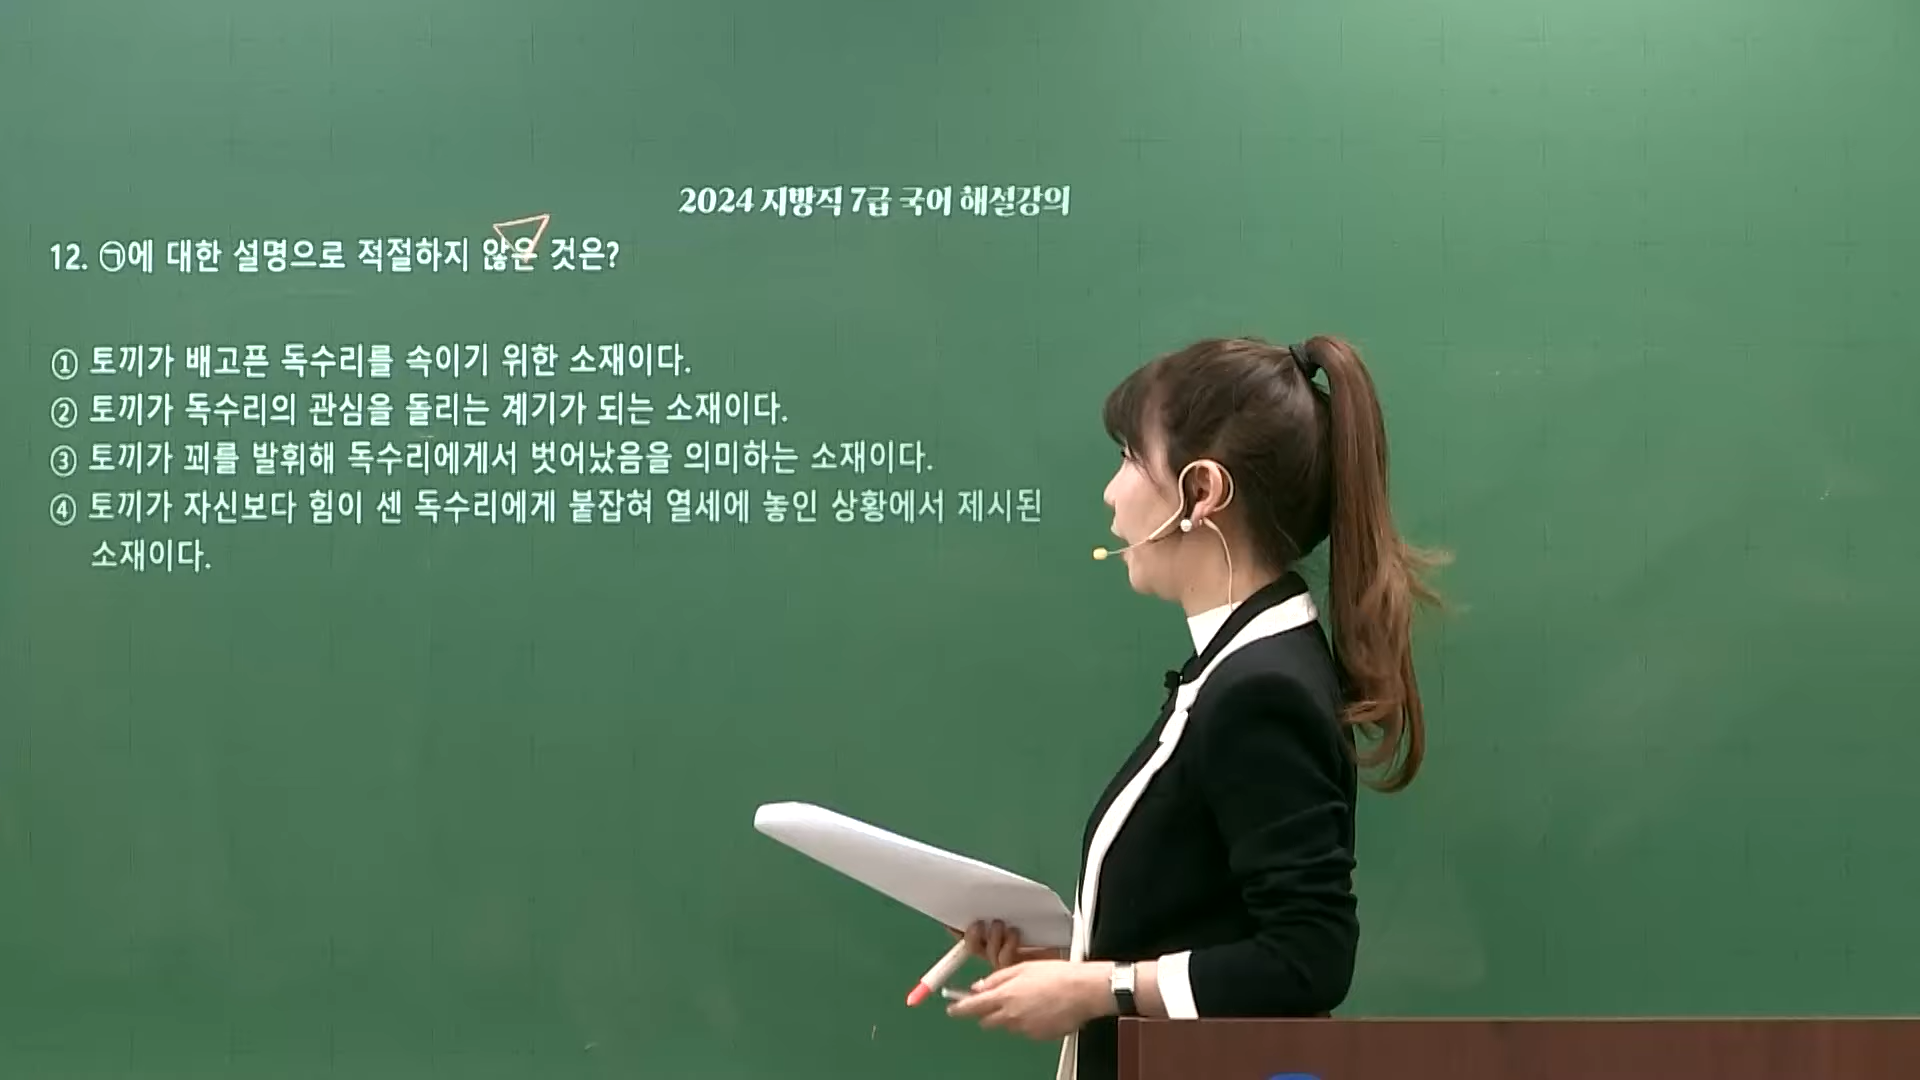 2024 지방직 7급 국어 해설강의
12. ㉠에 대한 설명으로 적절하지 않은 것은?
① 토끼가 배고픈 독수리를 속이기 위한 소재이다.
② 토끼가 독수리의 관심을 돌리는 계기가 되는 소재이다.
③ 토끼가 꾀를 발휘해 독수리에게서 벗어났음을 의미하는 소재이다.
④ 토끼가 자신보다 힘이 센 독수리에게 붙잡혀 열세에 놓인 상황에서 제시된
소재이다.